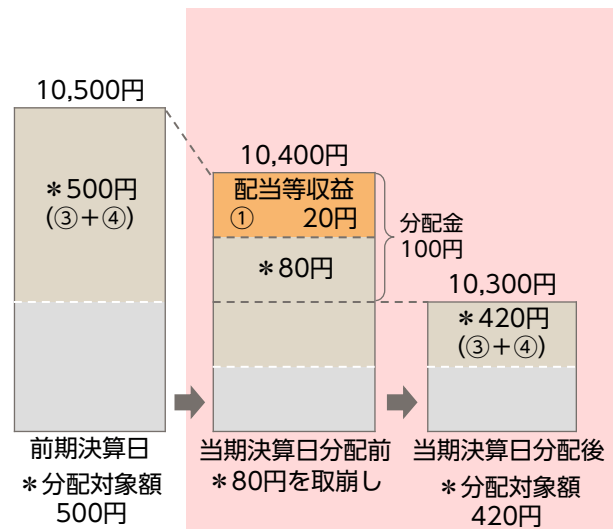 10,500円
＊500円
(③＋④)
前期決算日
＊分配対象額
500円
10,400円
配当等収益
① 20円
＊80円
分配金
100円
当期決算日分配前
＊80円を取崩し
10,300円
＊420円
(③＋④)
当期決算日分配後
＊分配対象額
420円